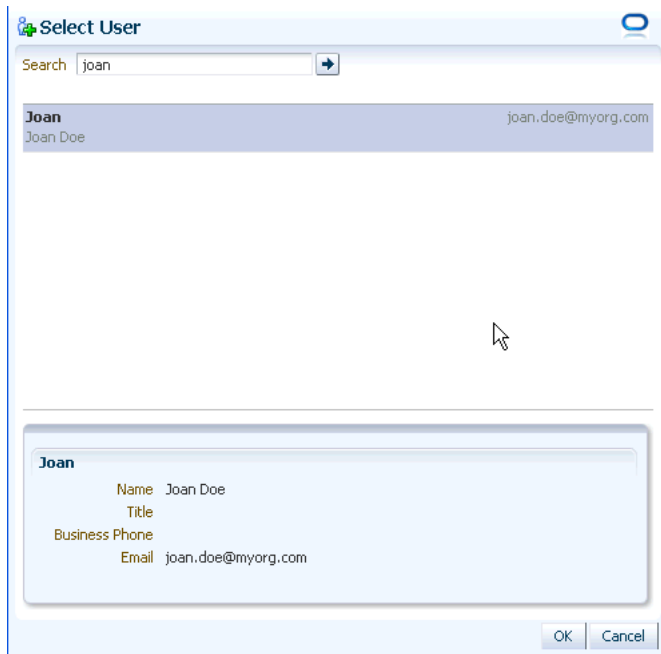 Select User
Search joan
Joan joan.doe@myorg.com
Joan Doe
Joan
Name Joan Doe
Title
Business Phone
Email joan.doe@myorg.com
OK Cancel